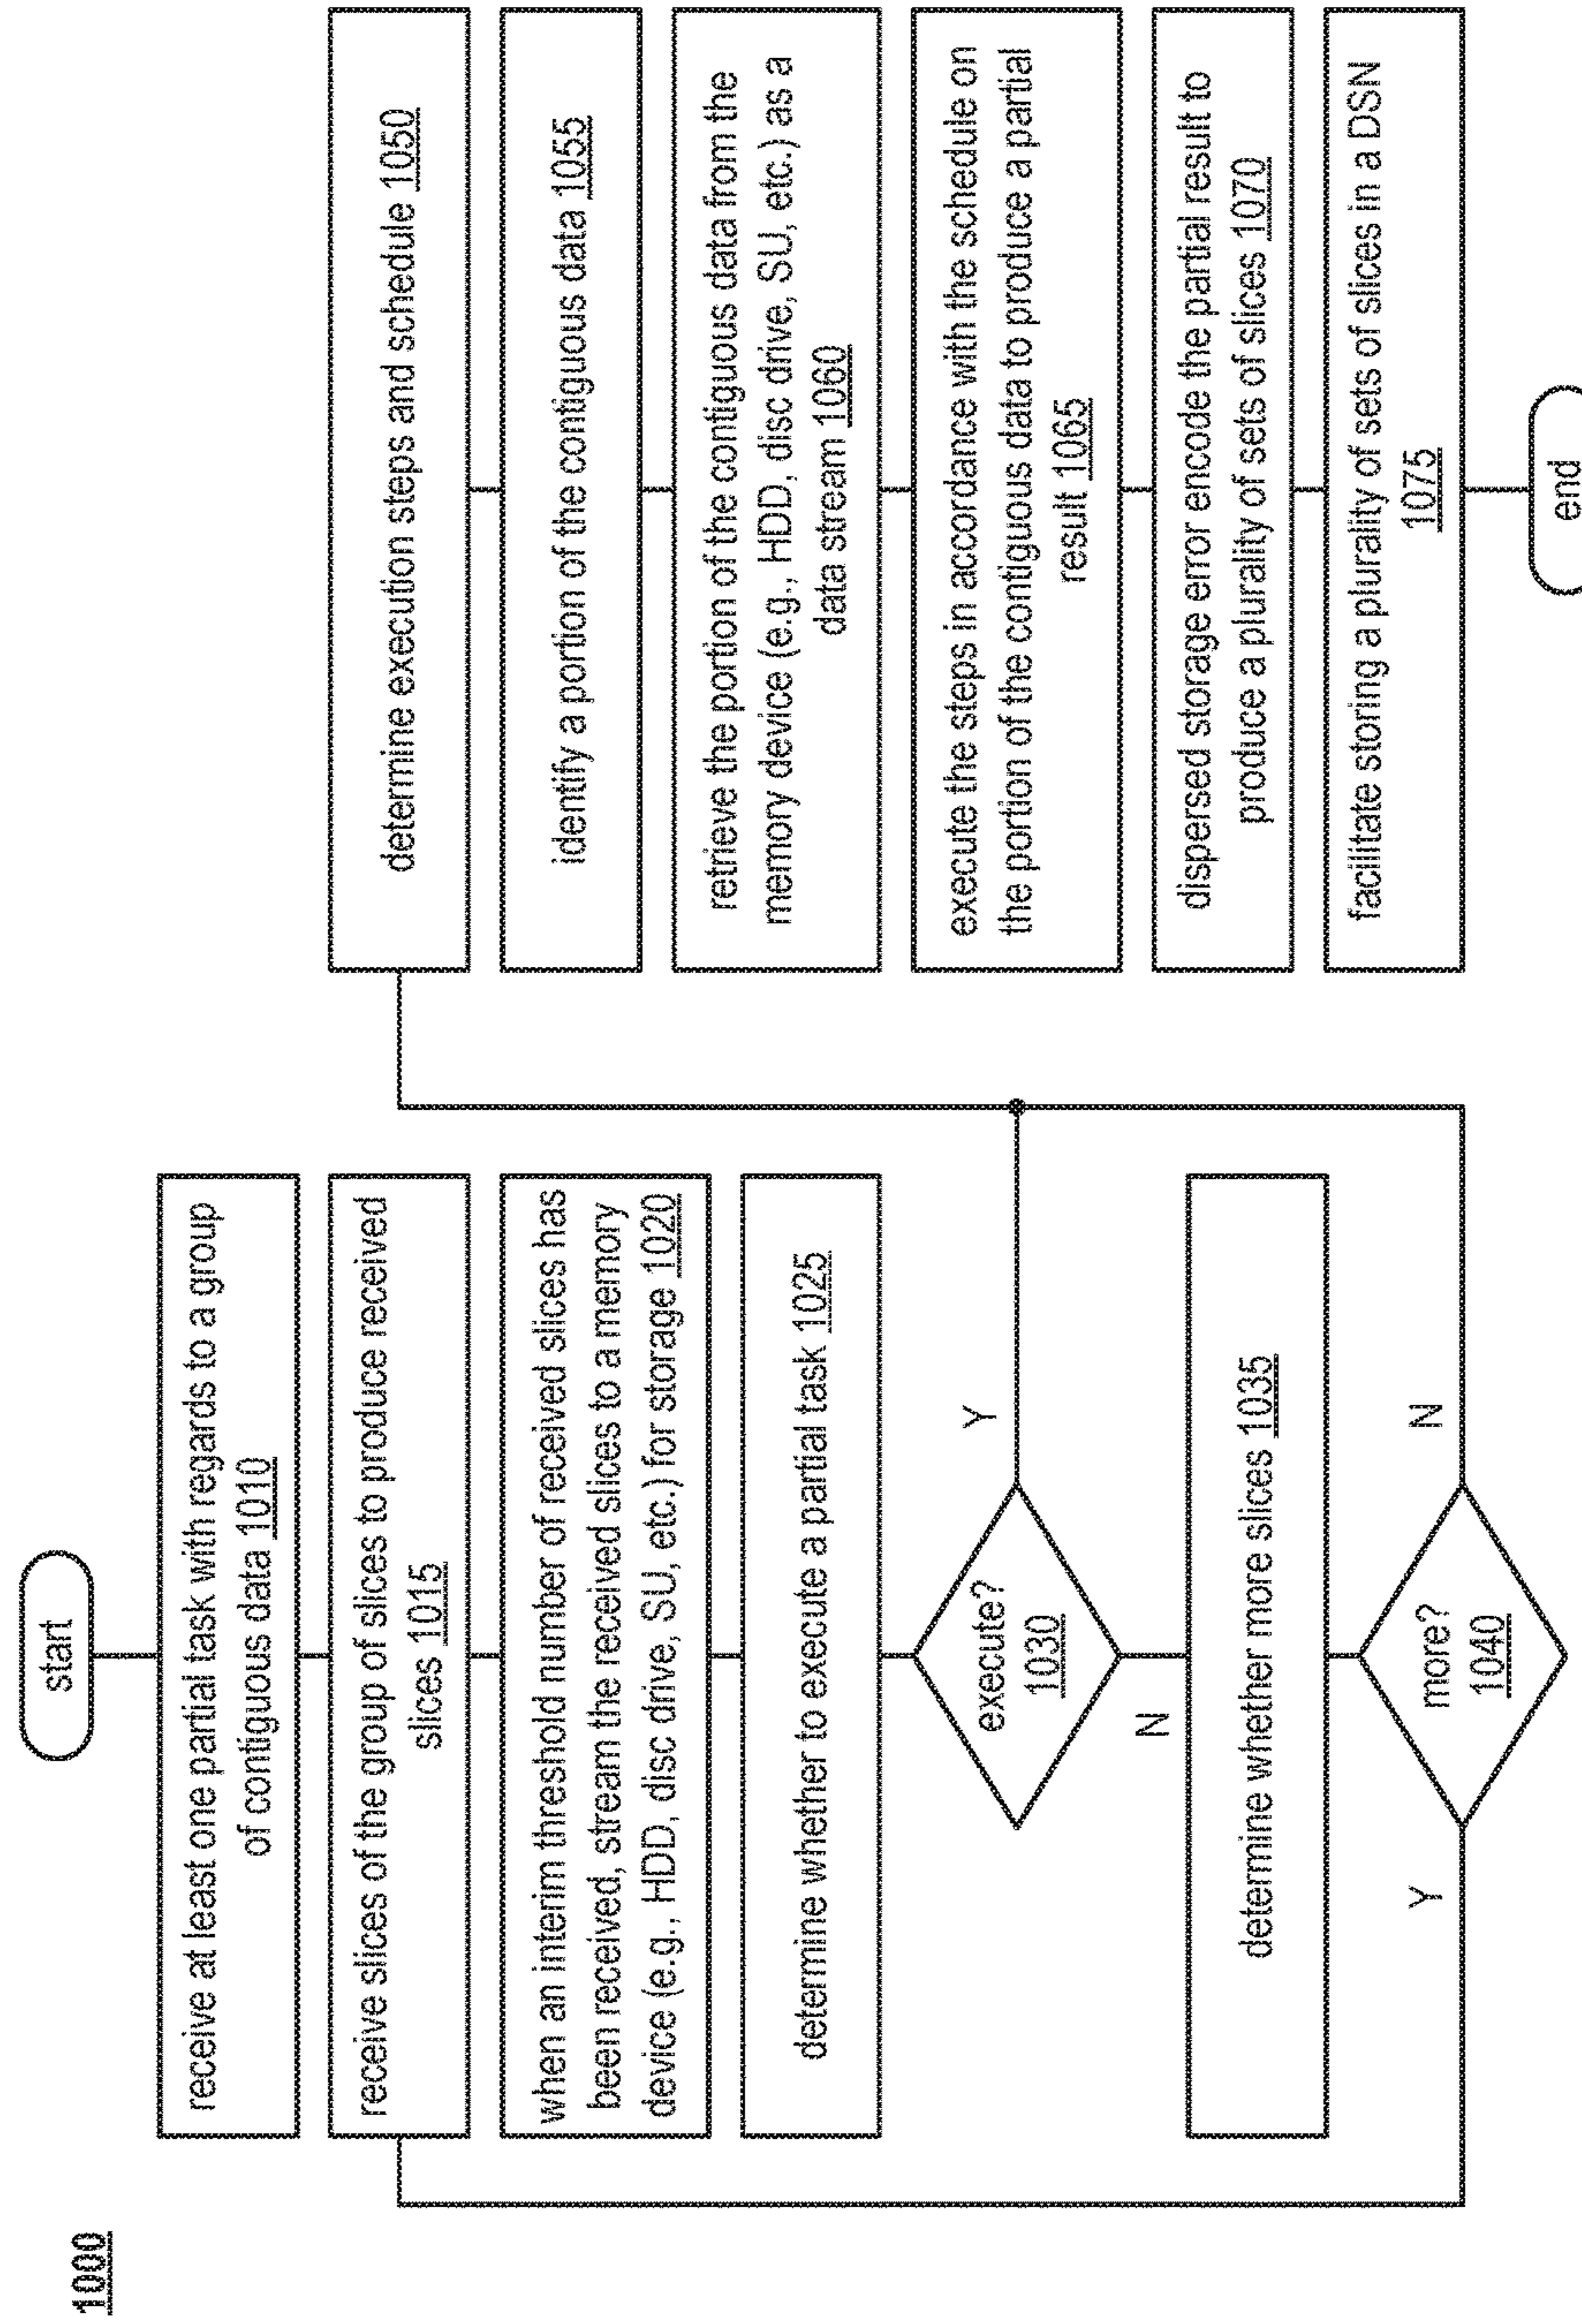 1000
start
receive at least one partial task with regards to a group
of contiguous data 1010
receive slices of the group of slices to produce received
slices 1015
when an interim threshold number of received slices has
been received, stream the received slices to a memory
device (e.g., HDD, disc drive, SU, etc.) for storage 1020
determine whether to execute a partial task 1025
execute?
1030
Y
N
determine whether more slices 1035
more?
1040
Y
N
determine execution steps and schedule 1050
identify a portion of the contiguous data 1055
retrieve the portion of the contiguous data from the
memory device (e.g., HDD, disc drive, SU, etc.) as a
data stream 1060
execute the steps in accordance with the schedule on
the portion of the contiguous data to produce a partial
result 1065
dispersed storage error encode the partial result to
produce a plurality of sets of slices 1070
facilitate storing a plurality of sets of slices in a DSN
1075
end